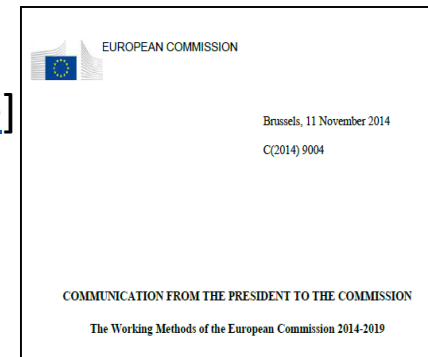 EUROPEAN COMMISSION
]
Brussels, 11 November 2014
C(2014) 9004
COMMUNICATION FROM THE PRESIDENT TO THE COMMISSION
The Working Methods of the European Commission 2014-2019